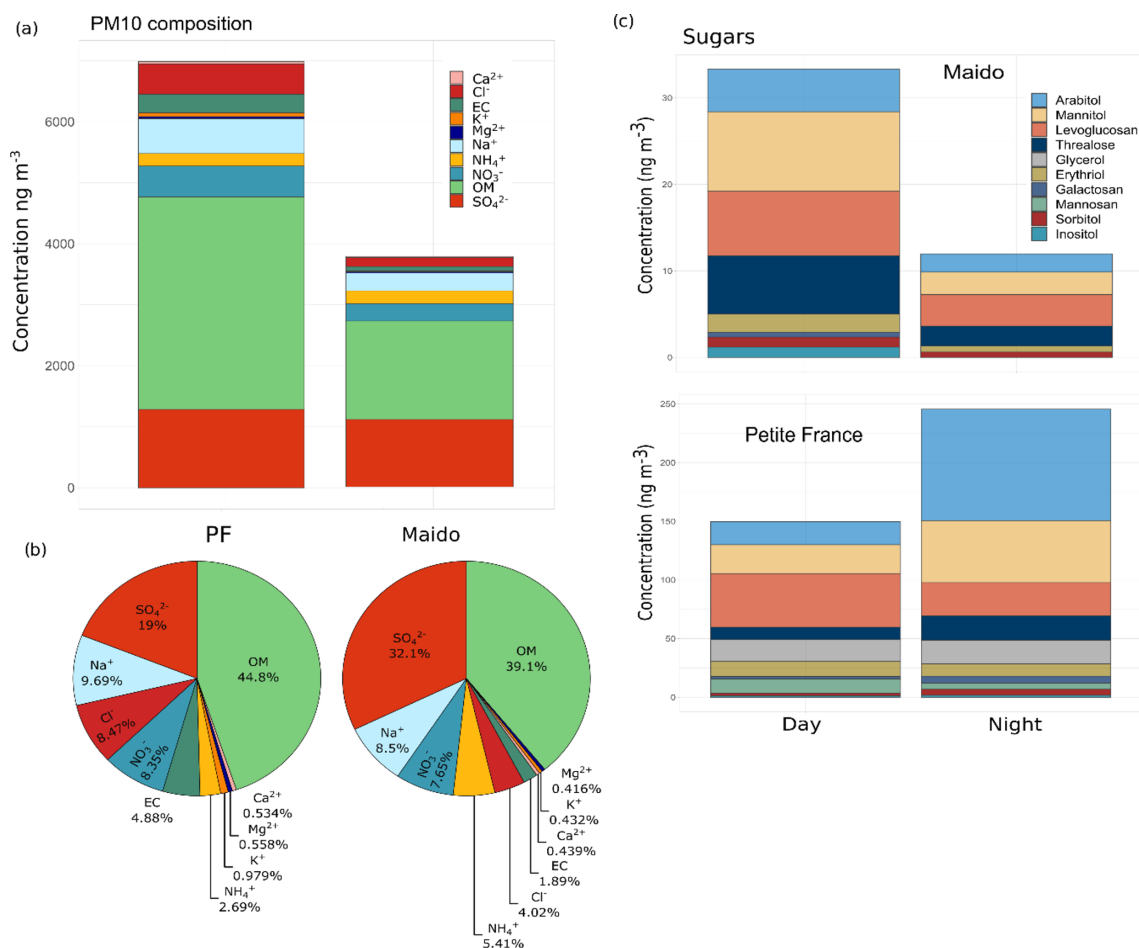 (a)
PM10 composition
Concentration ng m⁻³
6000
4000
2000
0
Ca²⁺
Cl⁻
EC
K⁺
Mg²⁺
Na⁺
NH₄⁺
NO₃⁻
OM
SO₄²⁻
PF
Maido
(b)
SO₄²⁻
19%
OM
44.8%
Na⁺
9.69%
Cl⁻
8.47%
NO₃⁻
8.35%
EC
4.88%
Ca²⁺
0.534%
Mg²⁺
0.558%
K⁺
0.979%
NH₄⁺
2.69%
SO₄²⁻
32.1%
OM
39.1%
Na⁺
8.5%
NO₃⁻
7.65%
Mg²⁺
0.416%
K⁺
0.432%
Ca²⁺
0.439%
EC
1.89%
Cl⁻
4.02%
NH₄⁺
5.41%
(c)
Sugars
Maido
Concentration (ng m⁻³)
30
20
10
0
Arabitol
Mannitol
Levoglucosan
Threalose
Glycerol
Erythriol
Galactosan
Mannosan
Sorbitol
Inositol
Petite France
Concentration (ng m⁻³)
250
200
150
100
50
0
Day
Night